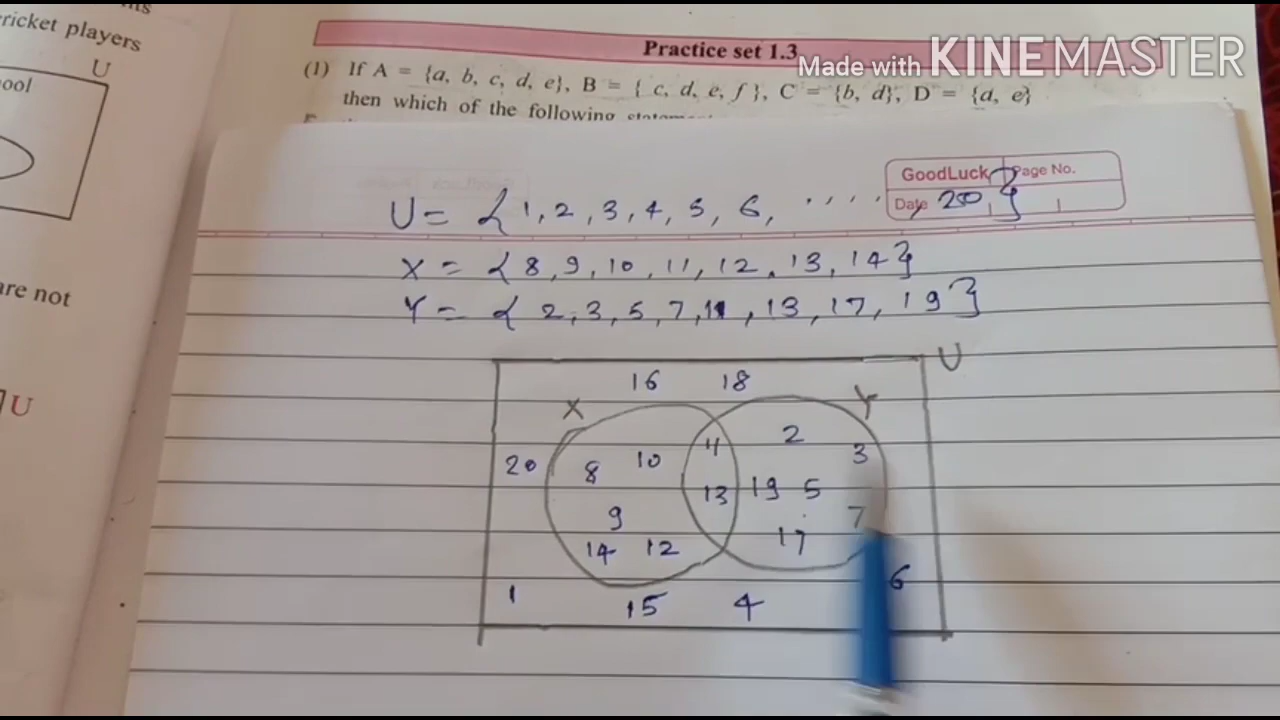 ricket players
U
ool
are not
U
Practice set 1.3
Made with KINEMASTER
(1) If A = {a, b, c, d, e}, B = { c, d, e, f }, C = {b, d}, D = {a, e}
then which of the following
GoodLuck Page No.
Date
U = { 1, 2, 3, 4, 5, 6, ....., 20 }
X = { 8, 9, 10, 11, 12, 13, 14 }
Y = { 2, 3, 5, 7, 11, 13, 17, 19 }
U
16 18
X Y
20 8 10 11 2 3
9 13 19 5 7
14 12 17
1 15 4 6